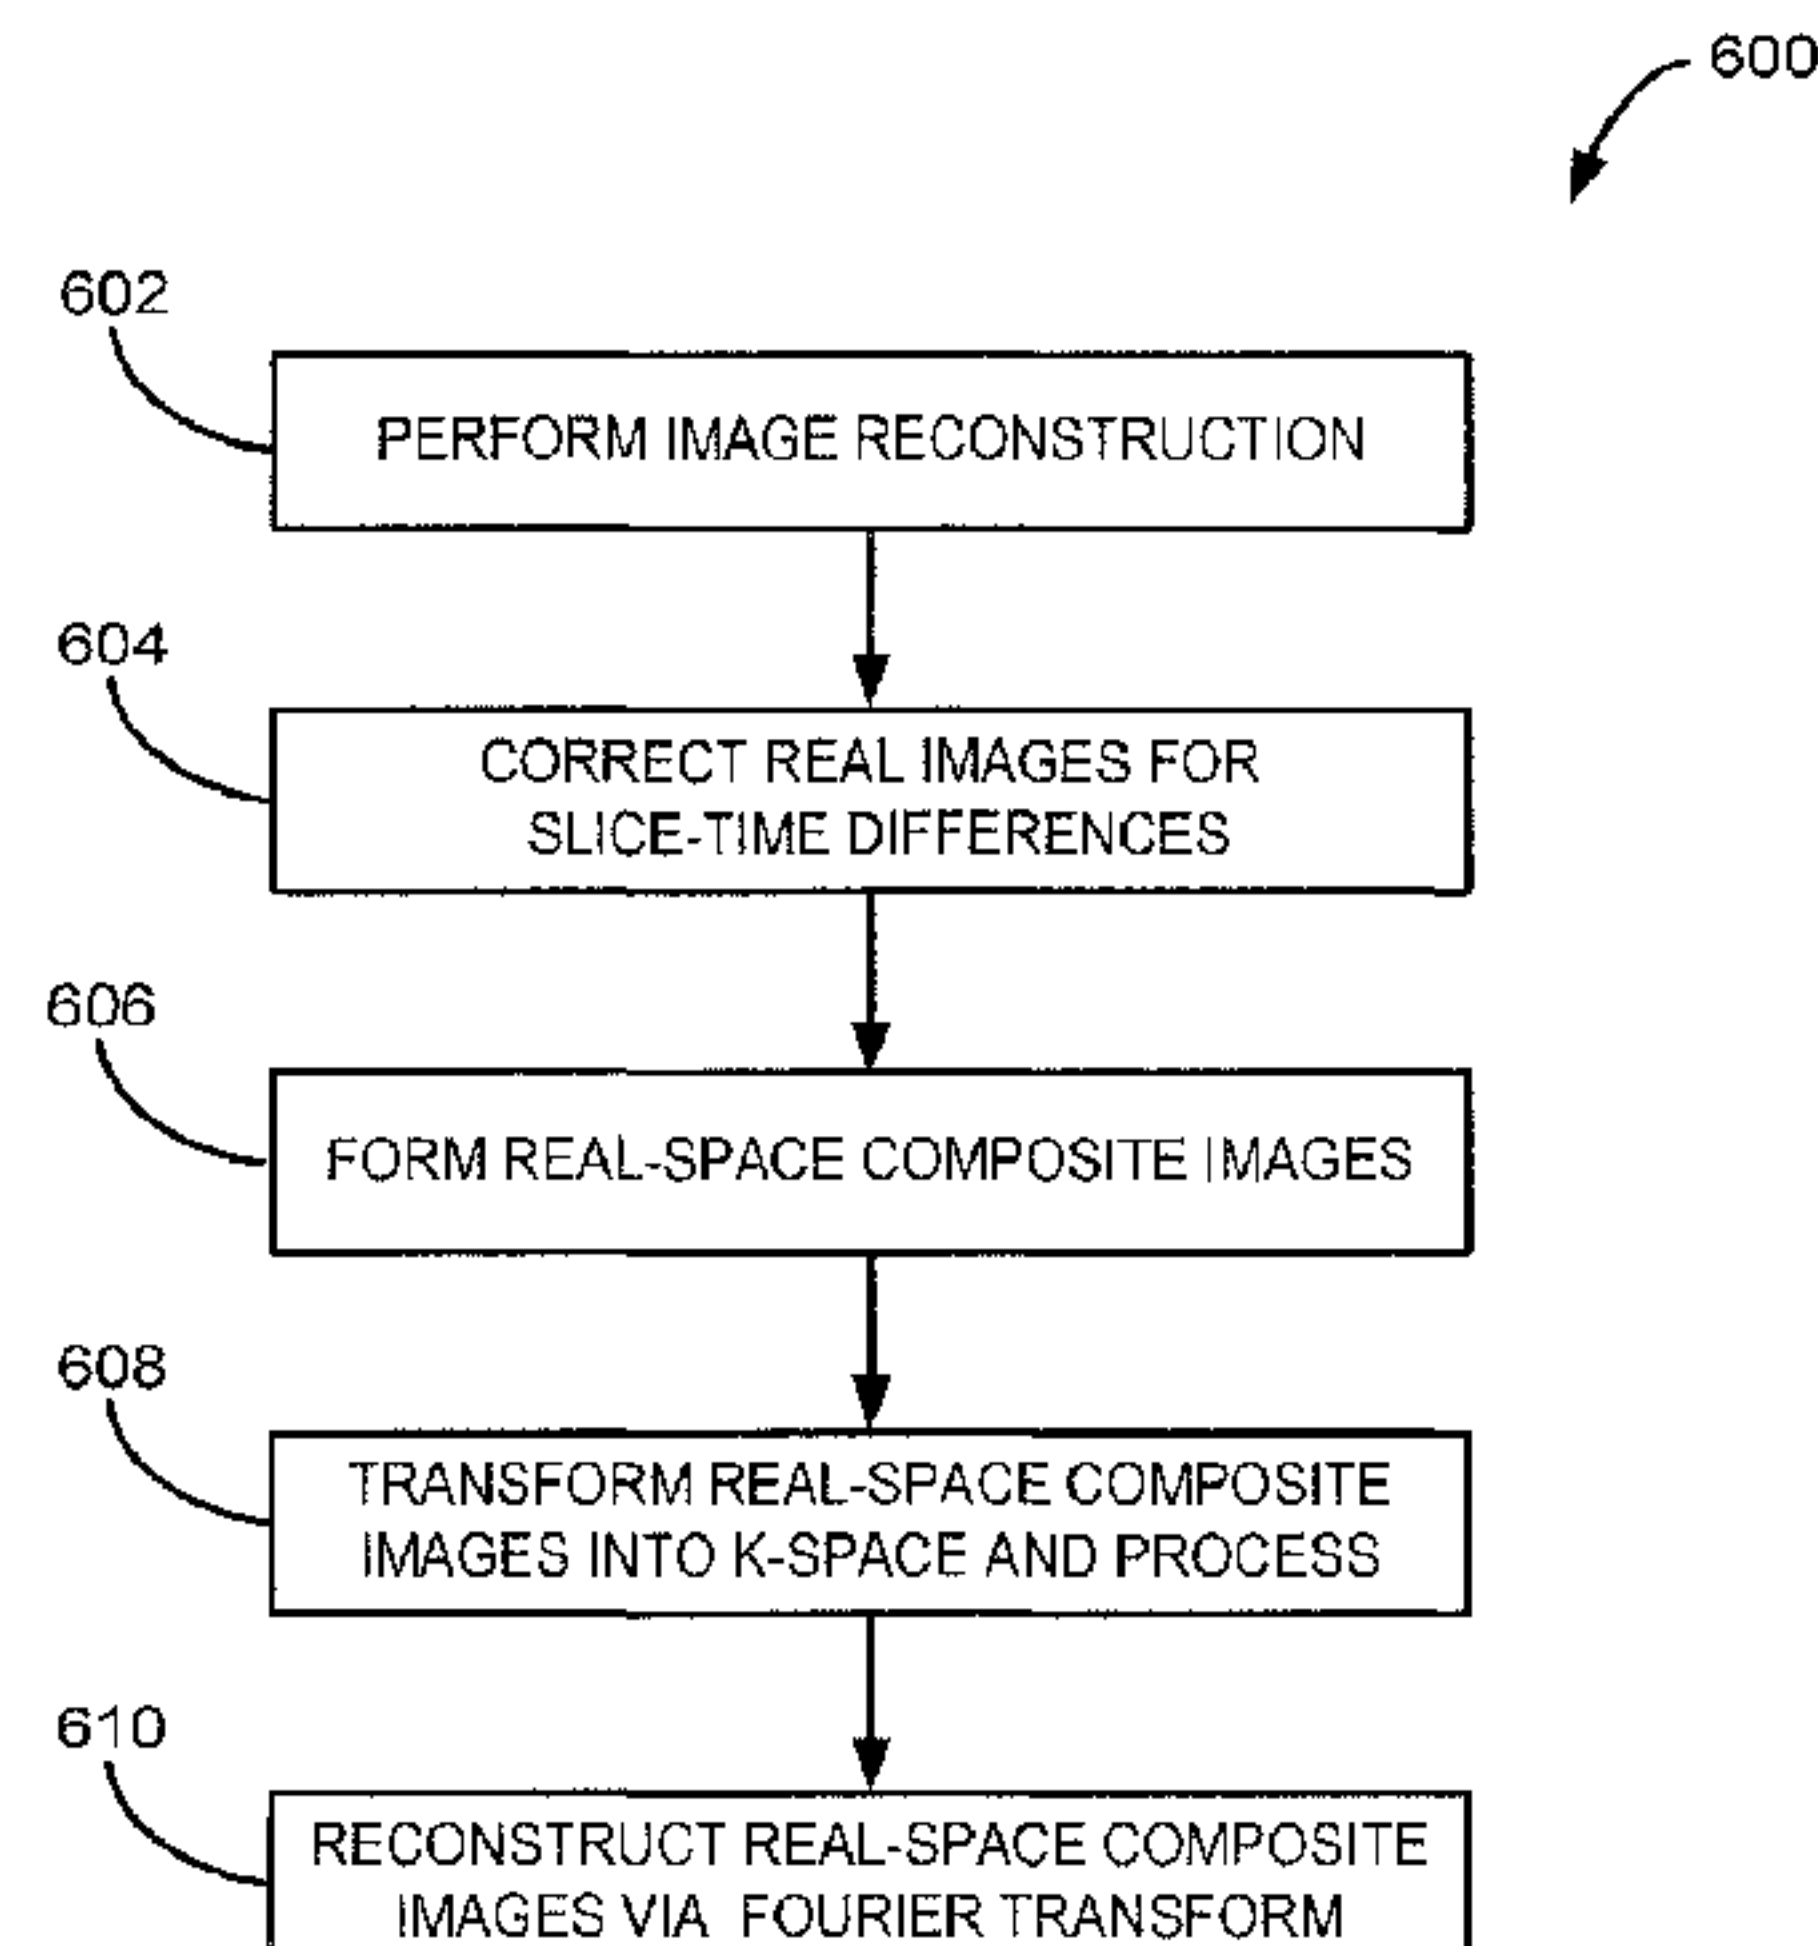 600
602
PERFORM IMAGE RECONSTRUCTION
604
CORRECT REAL IMAGES FOR
SLICE-TIME DIFFERENCES
606
FORM REAL-SPACE COMPOSITE IMAGES
608
TRANSFORM REAL-SPACE COMPOSITE
IMAGES INTO K-SPACE AND PROCESS
610
RECONSTRUCT REAL-SPACE COMPOSITE
IMAGES VIA FOURIER TRANSFORM